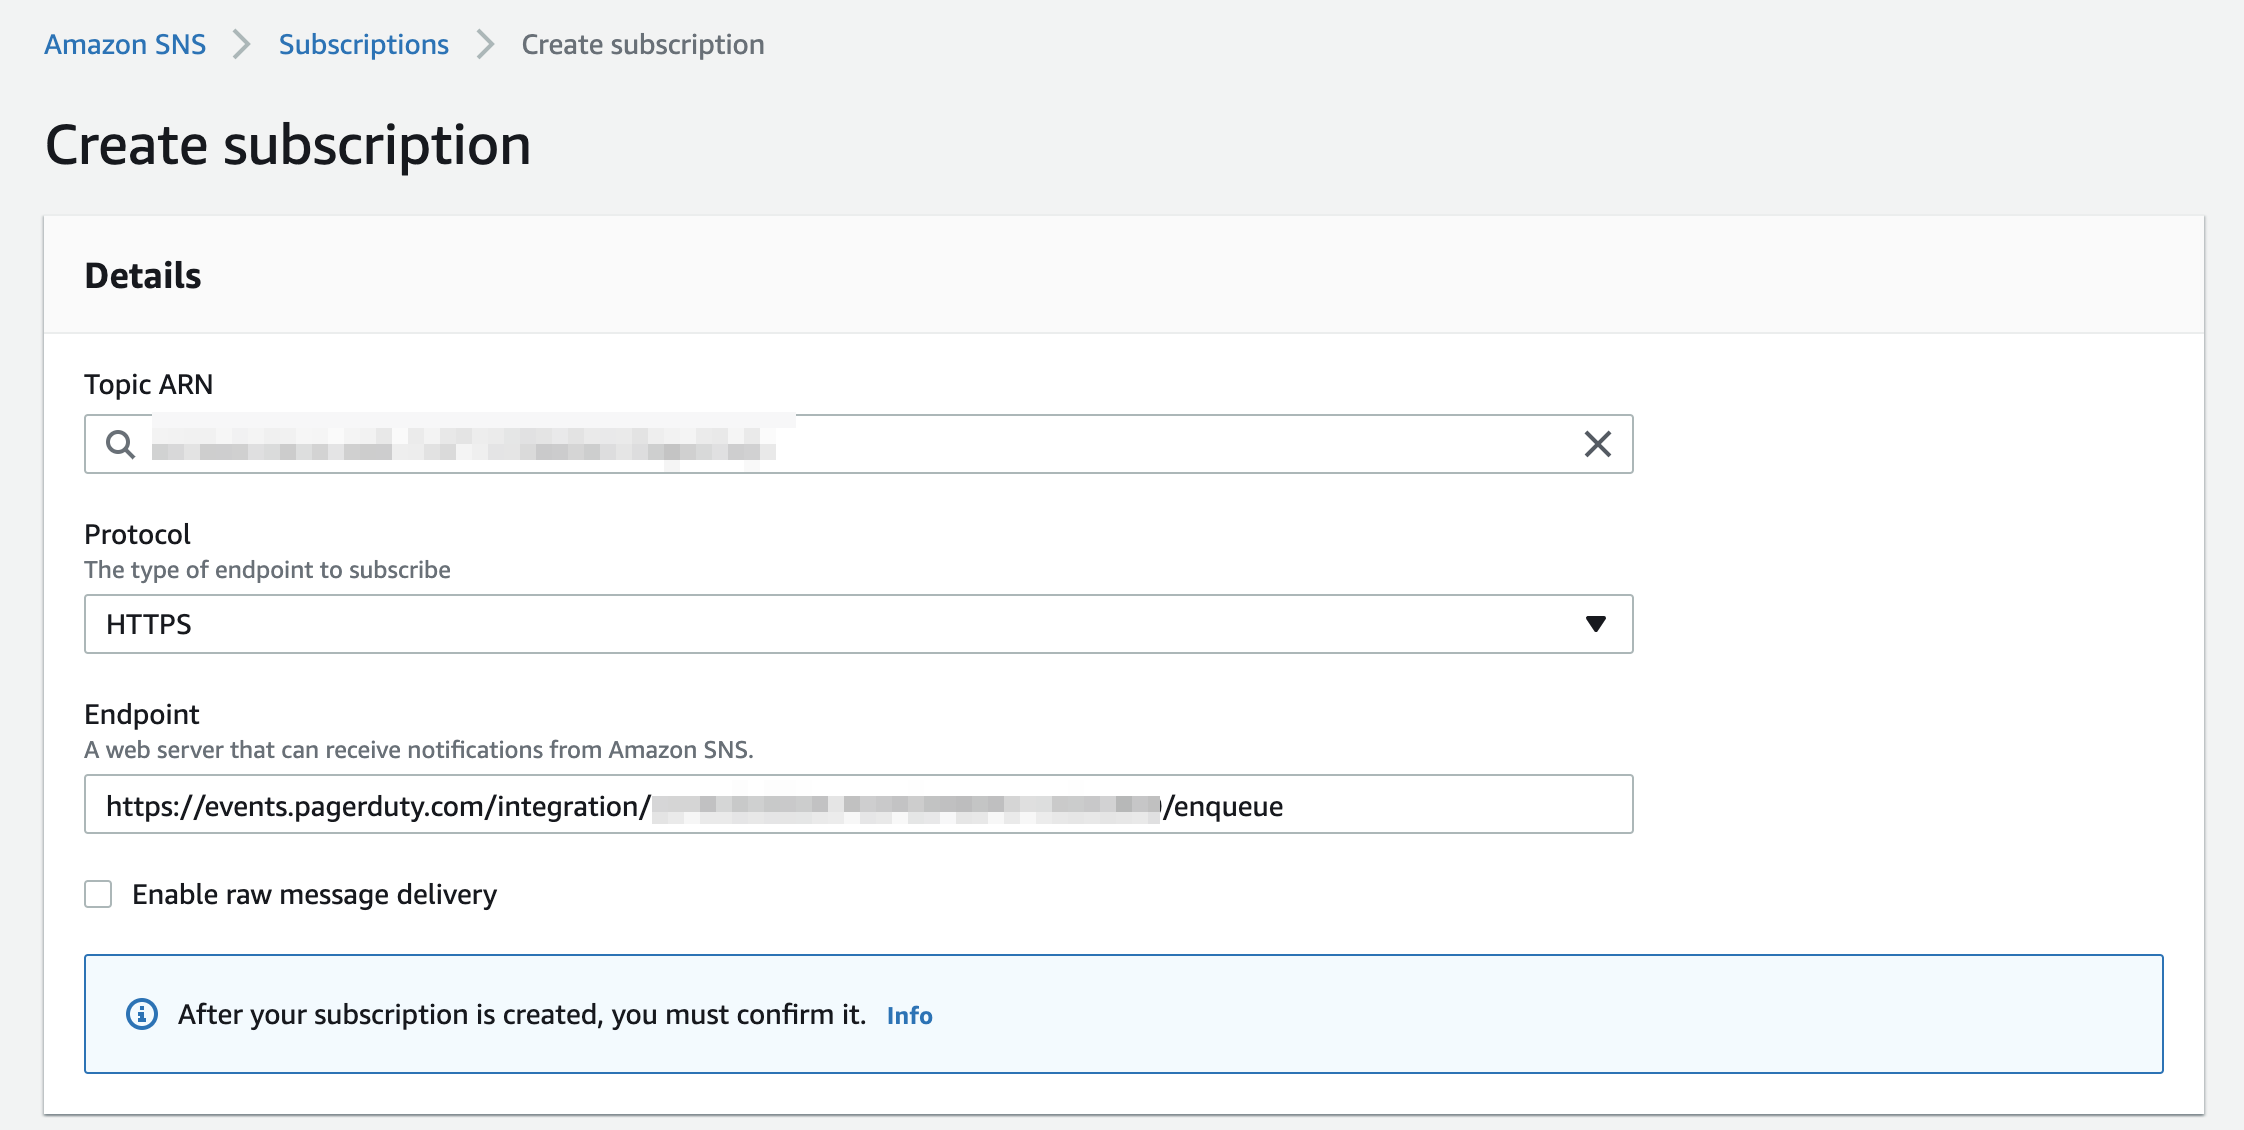 Amazon SNS > Subscriptions > Create subscription
Create subscription
Details
Topic ARN
Protocol
The type of endpoint to subscribe
HTTPS
Endpoint
A web server that can receive notifications from Amazon SNS.
https://events.pagerduty.com/integration/ /enqueue
Enable raw message delivery
After your subscription is created, you must confirm it. Info